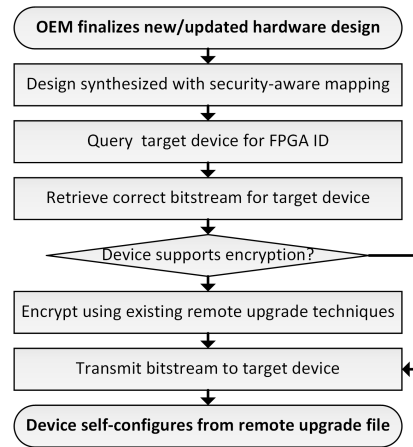 OEM finalizes new/updated hardware design
Design synthesized with security-aware mapping
Query target device for FPGA ID
Retrieve correct bitstream for target device
Device supports encryption?
Encrypt using existing remote upgrade techniques
Transmit bitstream to target device
Device self-configures from remote upgrade file